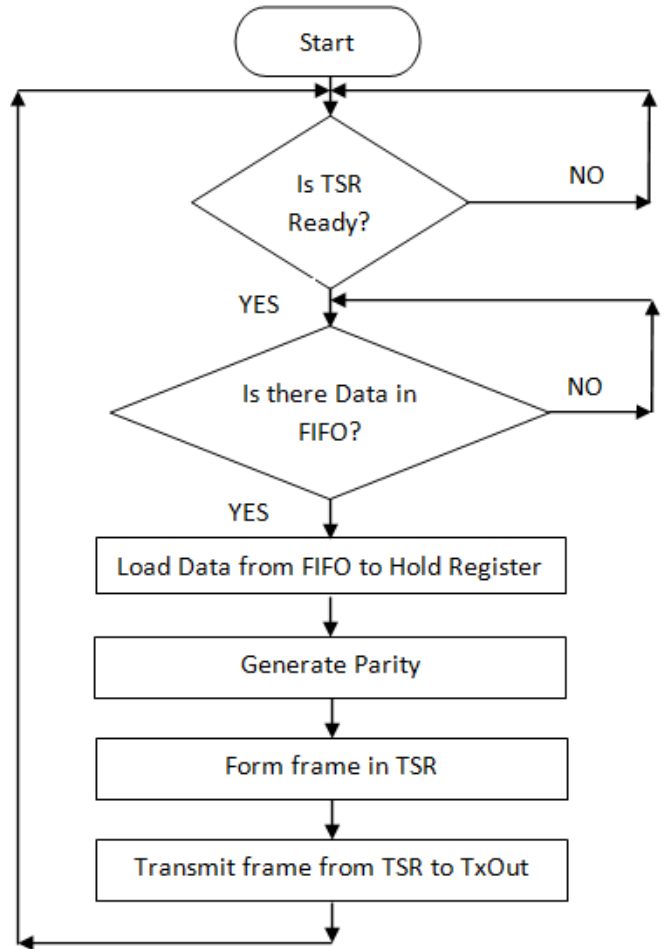 Start
Is TSR
Ready?
NO
YES
Is there Data in
FIFO?
NO
YES
Load Data from FIFO to Hold Register
Generate Parity
Form frame in TSR
Transmit frame from TSR to TxOut